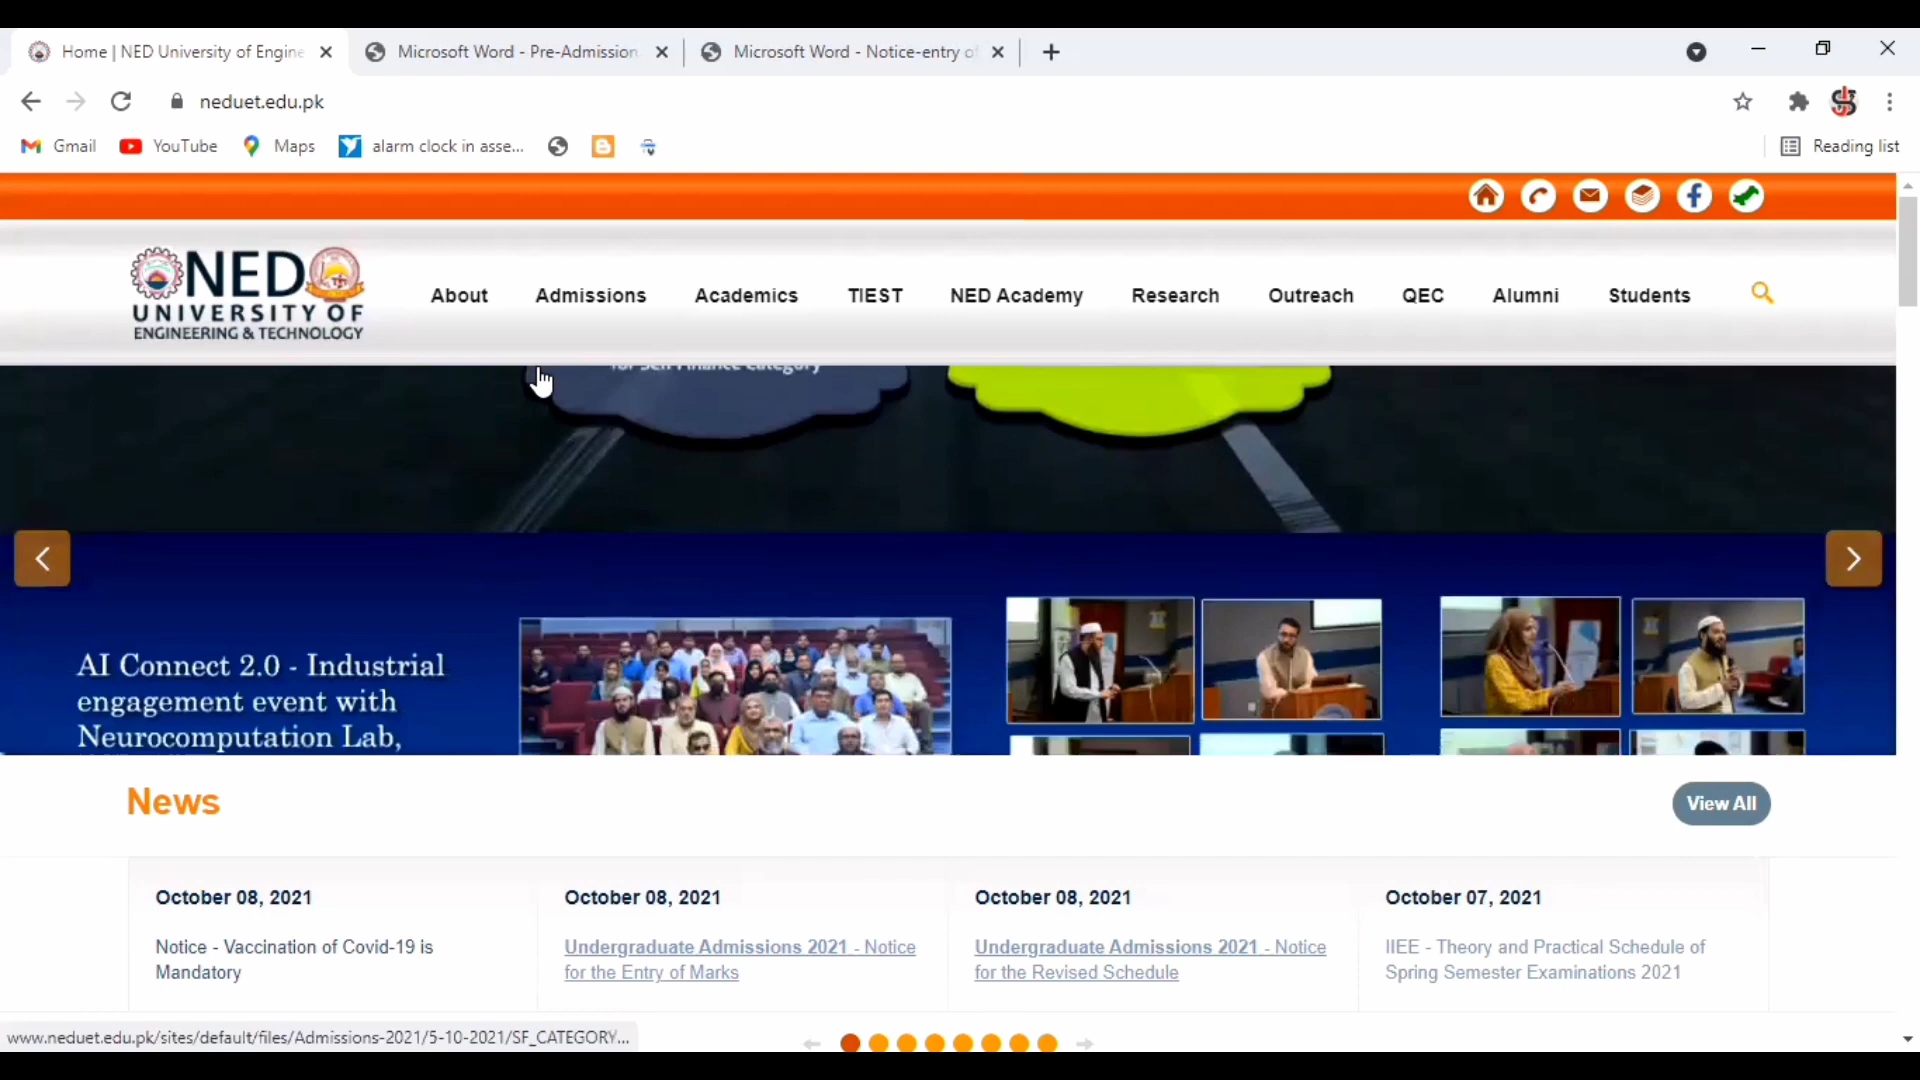 Home | NED University of Engine
Microsoft Word - Pre-Admission
Microsoft Word - Notice-entry of
neduet.edu.pk
Gmail
YouTube
Maps
alarm clock in asse...
Reading list
NED
UNIVERSITY OF
ENGINEERING & TECHNOLOGY
About
Admissions
Academics
TIEST
NED Academy
Research
Outreach
QEC
Alumni
Students
for Self Finance Category
AI Connect 2.0 - Industrial
engagement event with
Neurocomputation Lab,
News
View All
October 08, 2021
Notice - Vaccination of Covid-19 is
Mandatory
October 08, 2021
Undergraduate Admissions 2021 - Notice
for the Entry of Marks
October 08, 2021
Undergraduate Admissions 2021 - Notice
for the Revised Schedule
October 07, 2021
IIEE - Theory and Practical Schedule of
Spring Semester Examinations 2021
www.neduet.edu.pk/sites/default/files/Admissions-2021/5-10-2021/SF_CATEGORY...